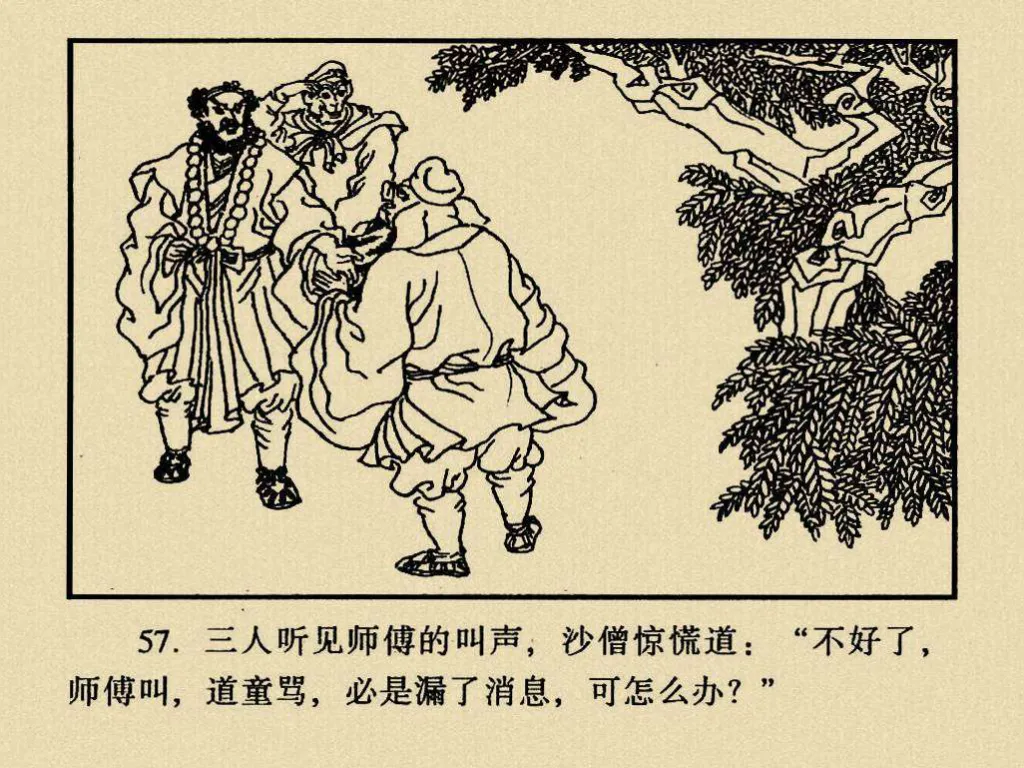 57. 三人听见师傅的叫声，沙僧惊慌道：“不好了，
师傅叫，道童骂，必是漏了消息，可怎么办？”